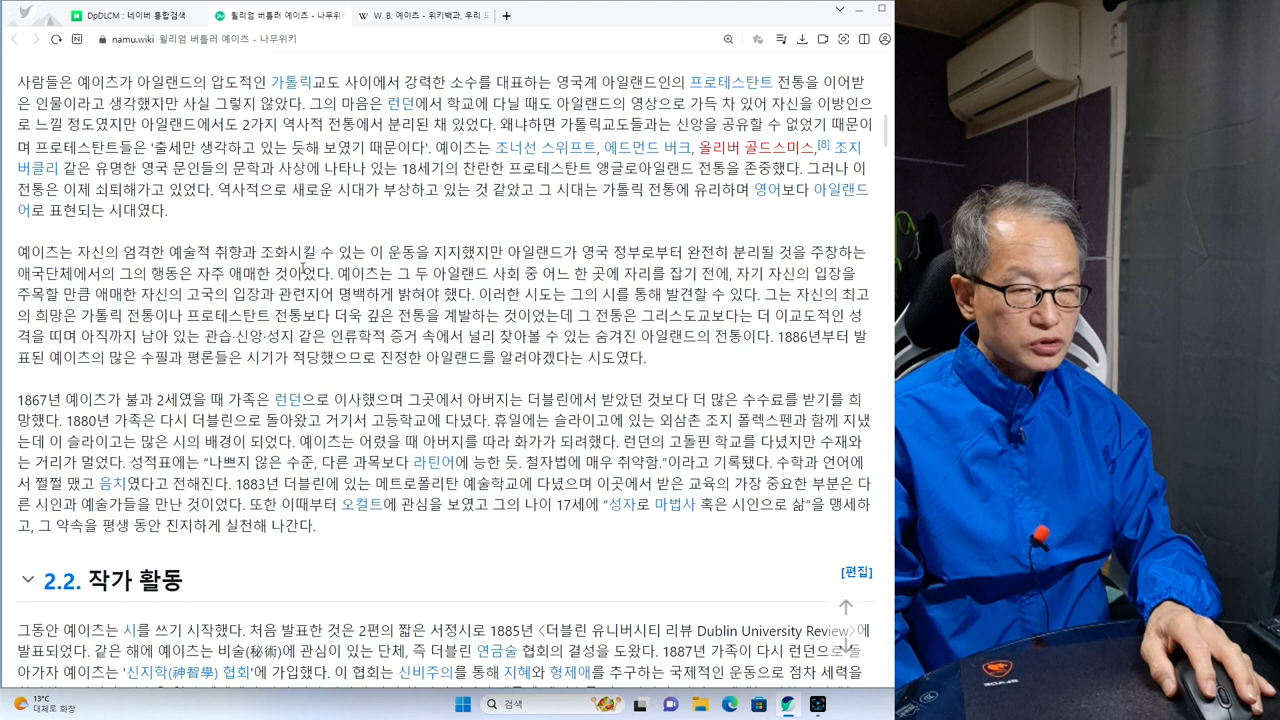 DpDLCM : 네이버 통합검색
윌리엄 버틀러 예이츠 - 나무위키
W. B. 예이츠 - 위키백과, 우리 모
namu.wiki 윌리엄 버틀러 예이츠 - 나무위키
사람들은 예이츠가 아일랜드의 압도적인 가톨릭교도 사이에서 강력한 소수를 대표하는 영국계 아일랜드인의 프로테스탄트 전통을 이어받
은 인물이라고 생각했지만 사실 그렇지 않았다. 그의 마음은 런던에서 학교에 다닐 때도 아일랜드의 영상으로 가득 차 있어 자신을 이방인으
로 느낄 정도였지만 아일랜드에서도 2가지 역사적 전통에서 분리된 채 있었다. 왜냐하면 가톨릭교도들과는 신앙을 공유할 수 없었기 때문이
며 프로테스탄트들은 '출세만 생각하고 있는 듯해 보였기 때문이다'. 예이츠는 조너선 스위프트, 에드먼드 버크, 올리버 골드스미스,[8] 조지
버클리 같은 유명한 영국 문인들의 문학과 사상에 나타나 있는 18세기의 찬란한 프로테스탄트 앵글로아일랜드 전통을 존중했다. 그러나 이
전통은 이제 쇠퇴해가고 있었다. 역사적으로 새로운 시대가 부상하고 있는 것 같았고 그 시대는 가톨릭 전통에 유리하며 영어보다 아일랜드
어로 표현되는 시대였다.
예이츠는 자신의 엄격한 예술적 취향과 조화시킬 수 있는 이 운동을 지지했지만 아일랜드가 영국 정부로부터 완전히 분리될 것을 주창하는
애국단체에서의 그의 행동은 자주 애매한 것이었다. 예이츠는 그 두 아일랜드 사회 중 어느 한 곳에 자리를 잡기 전에, 자기 자신의 입장을
주목할 만큼 애매한 자신의 고국의 입장과 관련지어 명백하게 밝혀야 했다. 이러한 시도는 그의 시를 통해 발견할 수 있다. 그는 자신의 최고
의 희망은 가톨릭 전통이나 프로테스탄트 전통보다 더욱 깊은 전통을 계발하는 것이었는데 그 전통은 그리스도교보다는 더 이교도적인 성
격을 띠며 아직까지 남아 있는 관습·신앙·성지 같은 인류학적 증거 속에서 널리 찾아볼 수 있는 숨겨진 아일랜드의 전통이다. 1886년부터 발
표된 예이츠의 많은 수필과 평론들은 시기가 적당했으므로 진정한 아일랜드를 알려야겠다는 시도였다.
1867년 예이츠가 불과 2세였을 때 가족은 런던으로 이사했으며 그곳에서 아버지는 더블린에서 받았던 것보다 더 많은 수수료를 받기를 희
망했다. 1880년 가족은 다시 더블린으로 돌아왔고 거기서 고등학교에 다녔다. 휴일에는 슬라이고에 있는 외삼촌 조지 폴렉스펜과 함께 지냈
는데 이 슬라이고는 많은 시의 배경이 되었다. 예이츠는 어렸을 때 아버지를 따라 화가가 되려했다. 런던의 고돌핀 학교를 다녔지만 수재와
는 거리가 멀었다. 성적표에는 “나쁘지 않은 수준, 다른 과목보다 라틴어에 능한 듯. 철자법에 매우 취약함.”이라고 기록됐다. 수학과 언어에
서 쩔쩔 맸고 음치였다고 전해진다. 1883년 더블린에 있는 메트로폴리탄 예술학교에 다녔으며 이곳에서 받은 교육의 가장 중요한 부분은 다
른 시인과 예술가들을 만난 것이었다. 또한 이때부터 오컬트에 관심을 보였고 그의 나이 17세에 “성자로 마법사 혹은 시인으로 삶”을 맹세하
고, 그 약속을 평생 동안 진지하게 실천해 나간다.
2.2. 작가 활동
[편집]
그동안 예이츠는 시를 쓰기 시작했다. 처음 발표한 것은 2편의 짧은 서정시로 1885년 〈더블린 유니버시티 리뷰 Dublin University Review〉에
발표되었다. 같은 해에 예이츠는 비술(秘術)에 관심이 있는 단체, 즉 더블린 연금술 협회의 결성을 도왔다. 1887년 가족이 다시 런던으로 돌
아가자 예이츠는 '신지학(神智學) 협회'에 가입했다. 이 협회는 신비주의를 통해 지혜와 형제애를 추구하는 국제적인 운동으로 점차 세력을
13°C
대체로 화창
검색